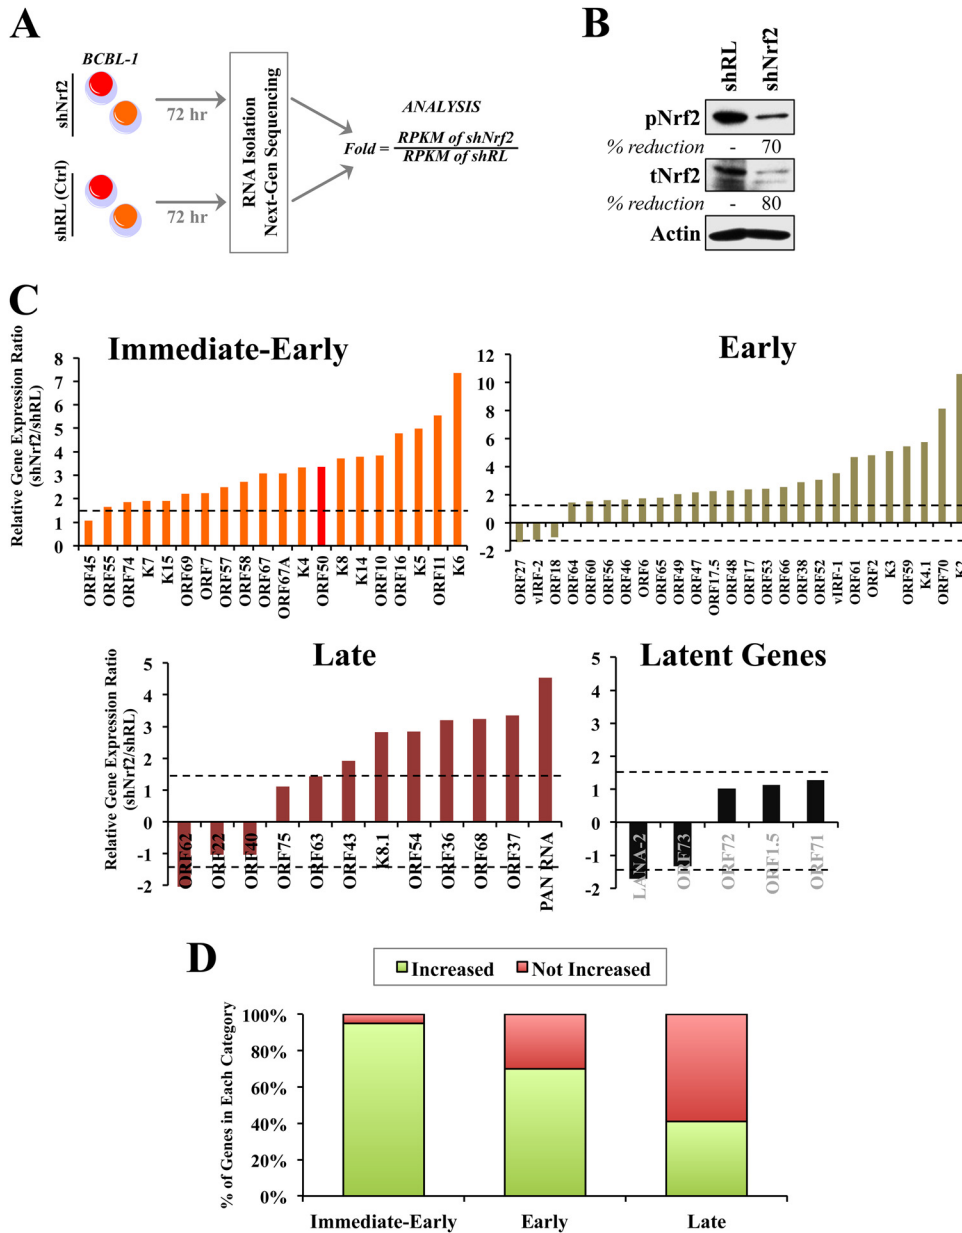 A
BCBL-1
shNrf2
72 hr
shRL (Ctrl)
72 hr
RNA Isolation
Next-Gen Sequencing
ANALYSIS
Fold = RPKM of shNrf2
RPKM of shRL
B
shRL
shNrf2
pNrf2
% reduction - 70
tNrf2
% reduction - 80
Actin
C
Immediate-Early
Relative Gene Expression Ratio
(shNrf2/shRL)
8
7
6
5
4
3
2
1
0
ORF45 ORF55 ORF74 K7 K15 ORF69 ORF7 ORF57 ORF58 ORF67 ORF67A K4 ORF50 K8 K14 ORF10 ORF16 K5 ORF11 K6
Early
12
10
8
6
4
2
0
-2
ORF27 vIRF-2 ORF18 ORF64 ORF60 ORF56 ORF46 ORF6 ORF65 ORF49 ORF47 ORF17.5 ORF48 ORF17 ORF53 ORF66 ORF38 ORF52 vIRF-1 ORF61 ORF2 K3 ORF59 K4.1 ORF70 K2
Late
Relative Gene Expression Ratio
(shNrf2/shRL)
5
4
3
2
1
0
-1
-2
ORF62 ORF22 ORF40 ORF75 ORF63 ORF43 K8.1 ORF54 ORF36 ORF68 ORF37 PAN RNA
Latent Genes
5
4
3
2
1
0
-1
-2
LANA-2 ORF73 ORF72 ORF1.5 ORF71
D
Increased Not Increased
% of Genes in Each Category
100%
80%
60%
40%
20%
0%
Immediate-Early Early Late